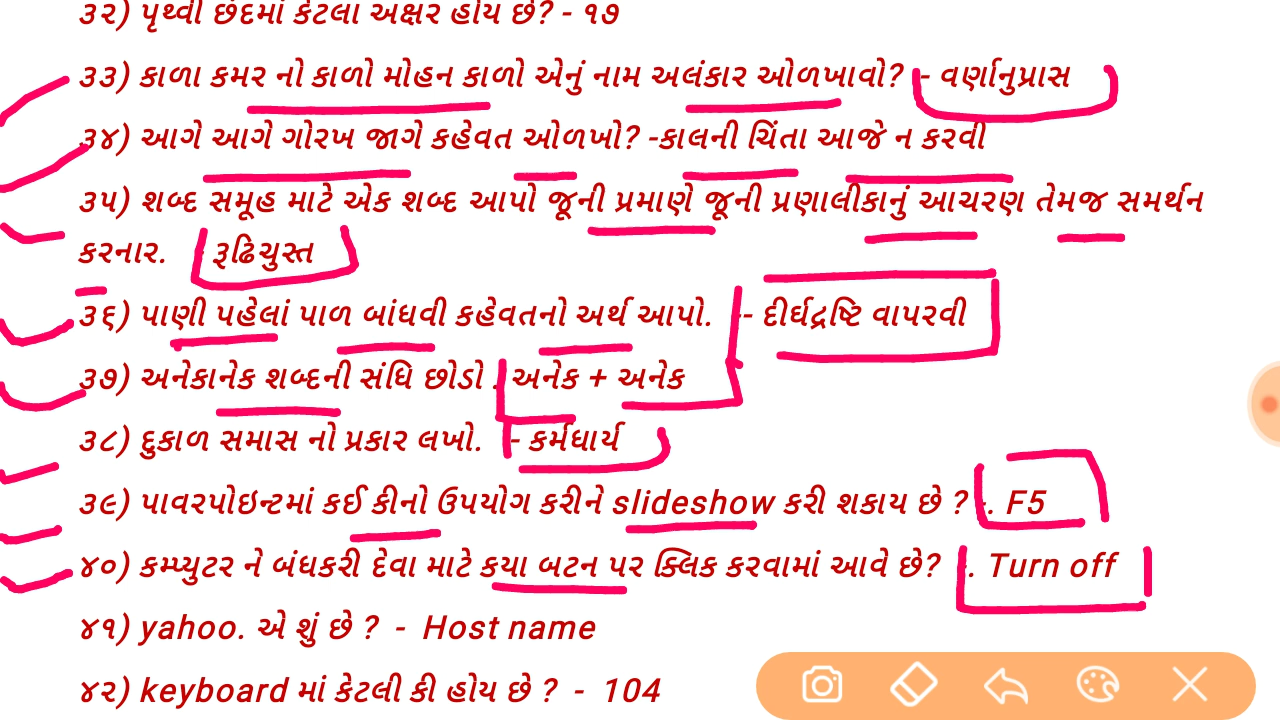 ૩૨) પૃથ્વી છંદમાં કેટલા અક્ષર હોય છે? - ૧૭
૩૩) કાળા કમર નો કાળો મોહન કાળો એનું નામ અલંકાર ઓળખાવો? - વર્ણાનુપ્રાસ
૩૪) આગે આગે ગોરખ જાગે કહેવત ઓળખો? -કાલની ચિંતા આજે ન કરવી
૩૫) શબ્દ સમૂહ માટે એક શબ્દ આપો જૂની પ્રમાણે જૂની પ્રણાલીકાનું આચરણ તેમજ સમર્થન
કરનાર. - રૂઢિચુસ્ત
૩૬) પાણી પહેલાં પાળ બાંધવી કહેવતનો અર્થ આપો. -- દીર્ઘદ્રષ્ટિ વાપરવી
૩૭) અનેકાનેક શબ્દની સંધિ છોડો . અનેક + અનેક
૩૮) દુકાળ સમાસ નો પ્રકાર લખો. - કર્મધાર્ય
૩૯) પાવરપોઇન્ટમાં કઈ કીનો ઉપયોગ કરીને slideshow કરી શકાય છે ? -. F5
૪૦) કમ્પ્યુટર ને બંધકરી દેવા માટે કયા બટન પર ક્લિક કરવામાં આવે છે? -. Turn off
૪૧) yahoo. એ શું છે ? - Host name
૪૨) keyboard માં કેટલી કી હોય છે ? - 104